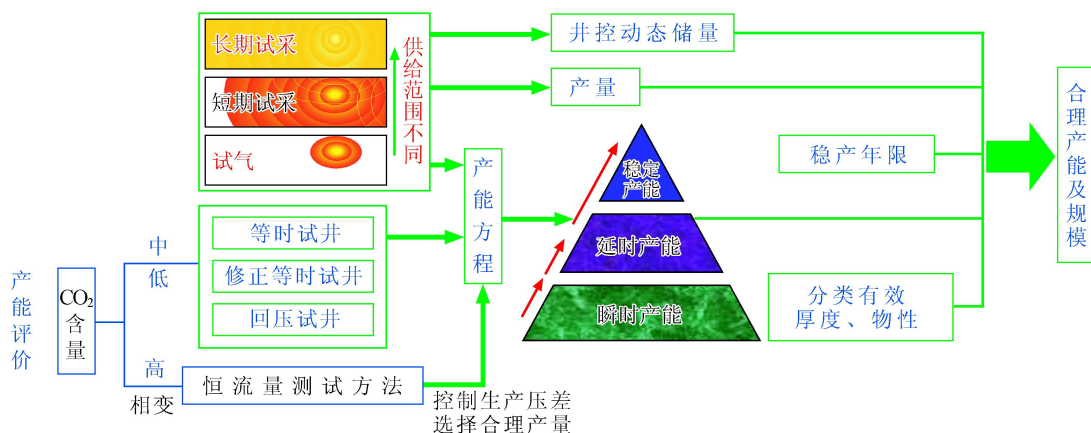 长期试采
短期试采
试气
供给范围不同
井控动态储量
产量
稳产年限
合理产能及规模
产能方程
稳定
产能
延时产能
瞬时产能
分类有效
厚度、物性
产能评价
CO₂
含量
中
低
高
相变
等时试井
修正等时试井
回压试井
恒流量测试方法
控制生产压差
选择合理产量